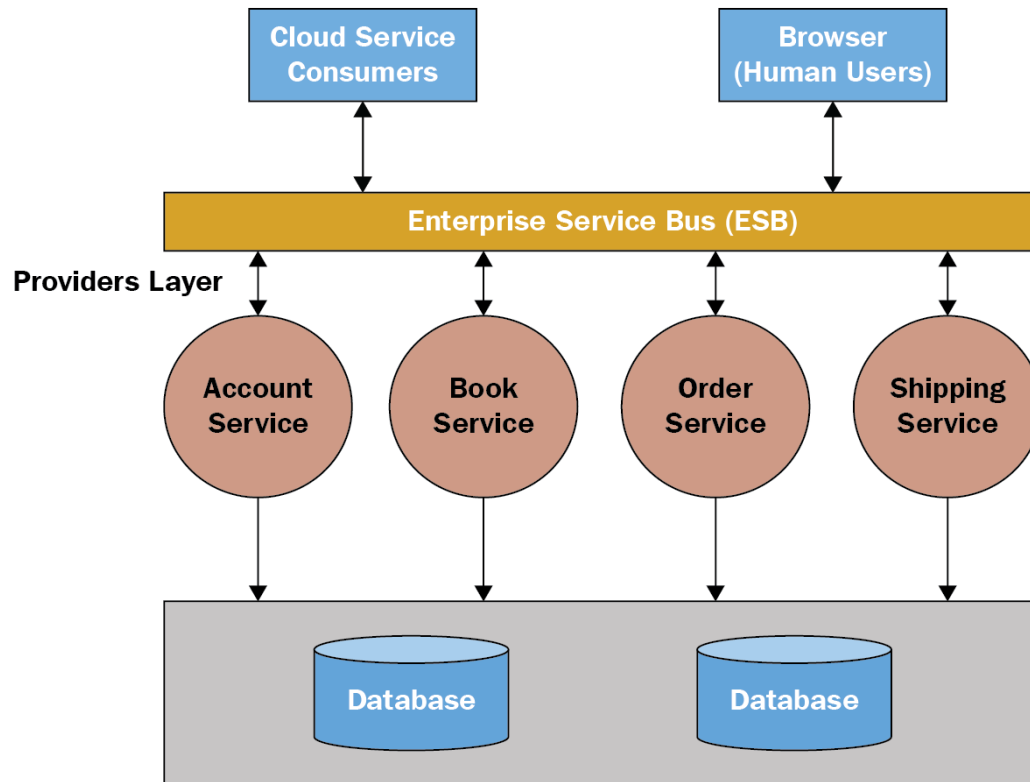 Cloud Service
Consumers
Browser
(Human Users)
Enterprise Service Bus (ESB)
Providers Layer
Account
Service
Book
Service
Order
Service
Shipping
Service
Database
Database